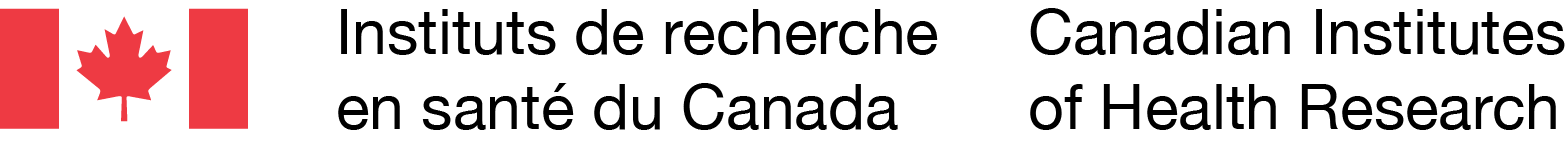 Instituts de recherche
en santé du Canada
Canadian Institutes
of Health Research